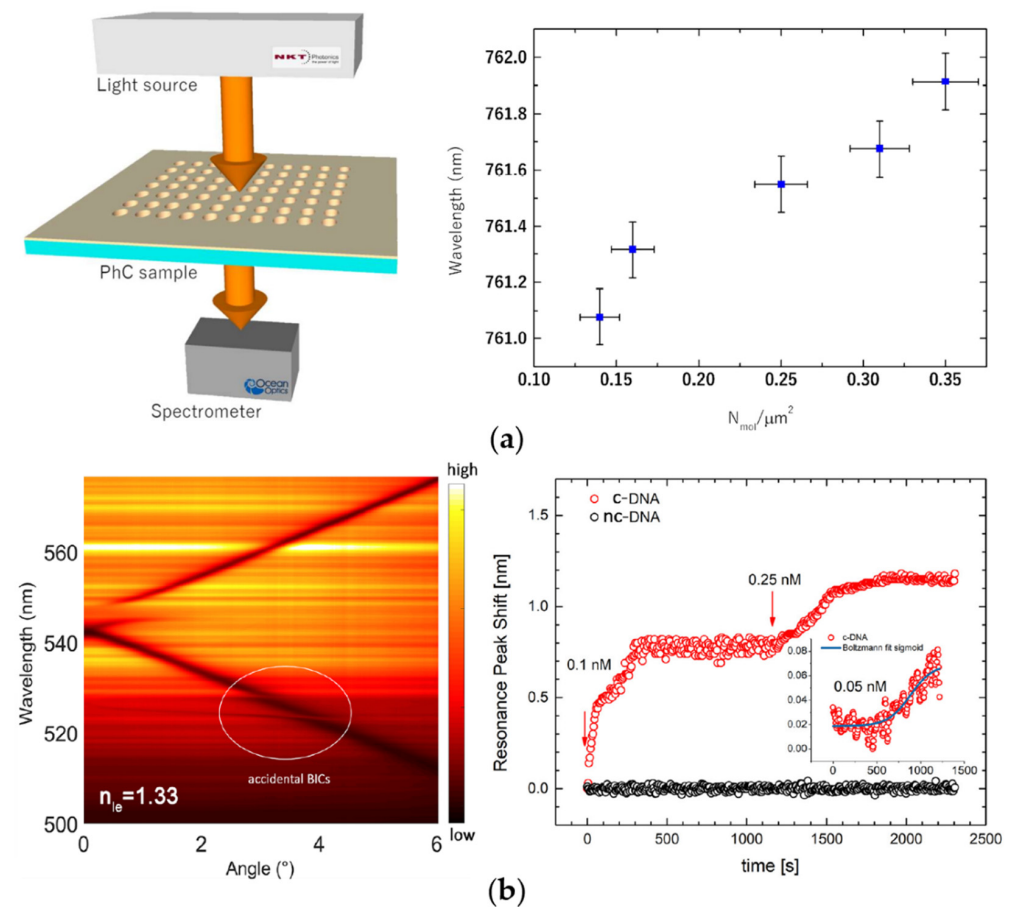 NKT Photonics
Light source
PhC sample
Ocean
Optics
Spectrometer
762.0
761.8
761.6
761.4
761.2
761.0
Wavelength (nm)
0.10 0.15 0.20 0.25 0.30 0.35
N_mol/μm²
(a)
high
560
540
520
500
Wavelength (nm)
accidental BICs
n_le=1.33
low
0 2 4 6
Angle (°)
1.5
1.0
0.5
0.0
Resonance Peak Shift [nm]
c-DNA
nc-DNA
0.25 nM
0.1 nM
c-DNA
Boltzmann fit sigmoid
0.05 nM
0.08
0.06
0.04
0.02
0.00
0 500 1000 1500
0 500 1000 1500 2000 2500
time [s]
(b)